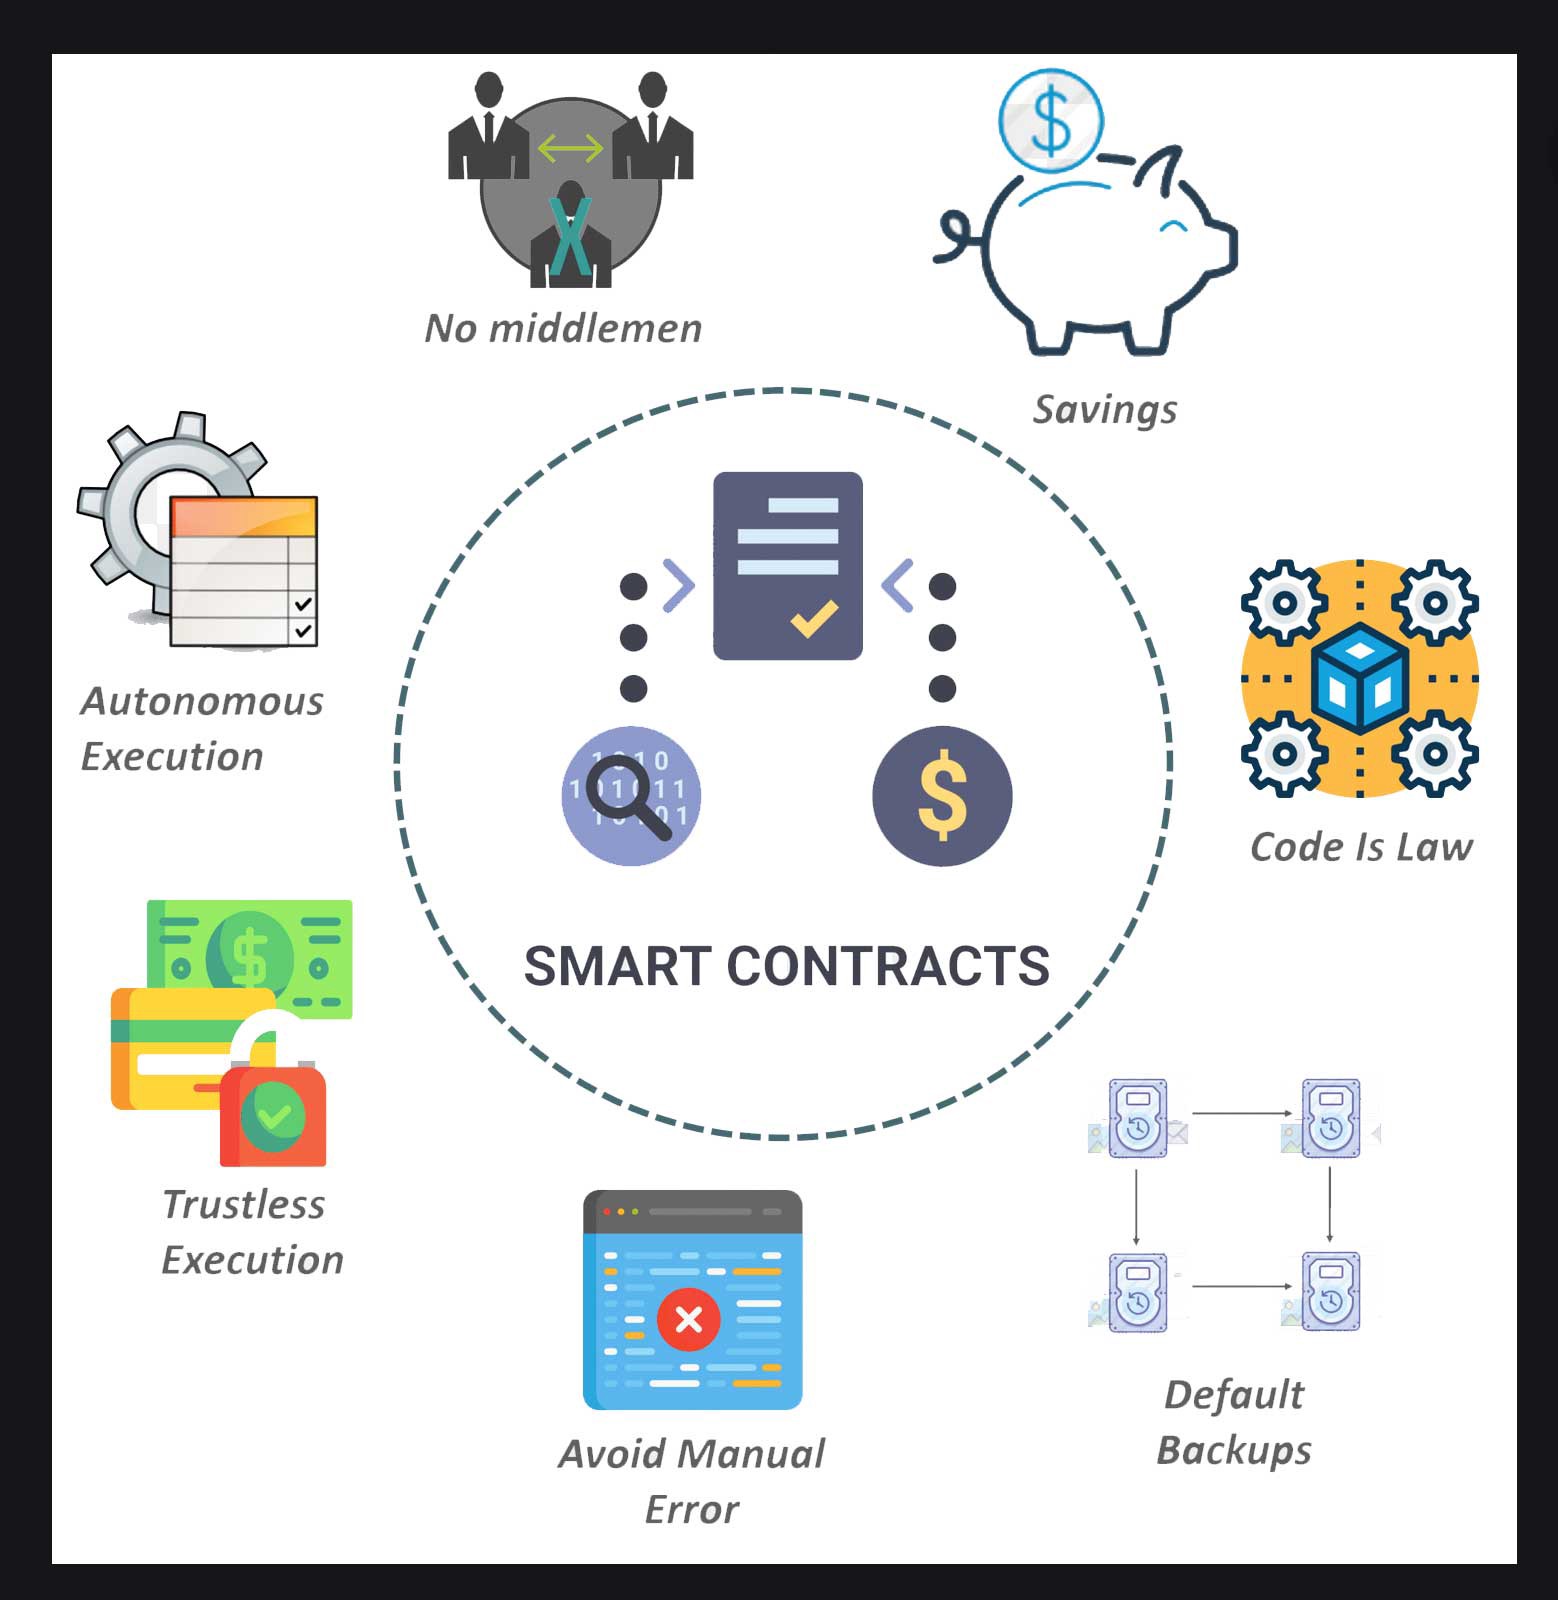 No middlemen
$
Savings
Autonomous
Execution
$
Code Is Law
SMART CONTRACTS
Trustless
Execution
Avoid Manual
Error
Default
Backups